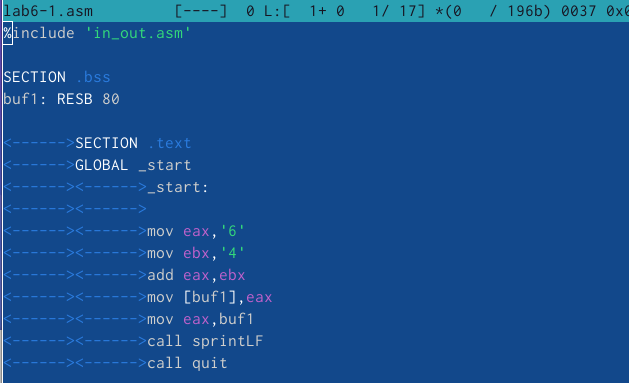 lab6-1.asm [----] 0 L:[ 1+ 0 1/ 17] *(0 / 196b) 0037 0x0
%include 'in_out.asm'
SECTION .bss
buf1: RESB 80
<------>SECTION .text
<------>GLOBAL _start
<------><------>_start:
<------><------>
<------><------>mov eax,'6'
<------><------>mov ebx,'4'
<------><------>add eax,ebx
<------><------>mov [buf1],eax
<------><------>mov eax,buf1
<------><------>call sprintLF
<------><------>call quit